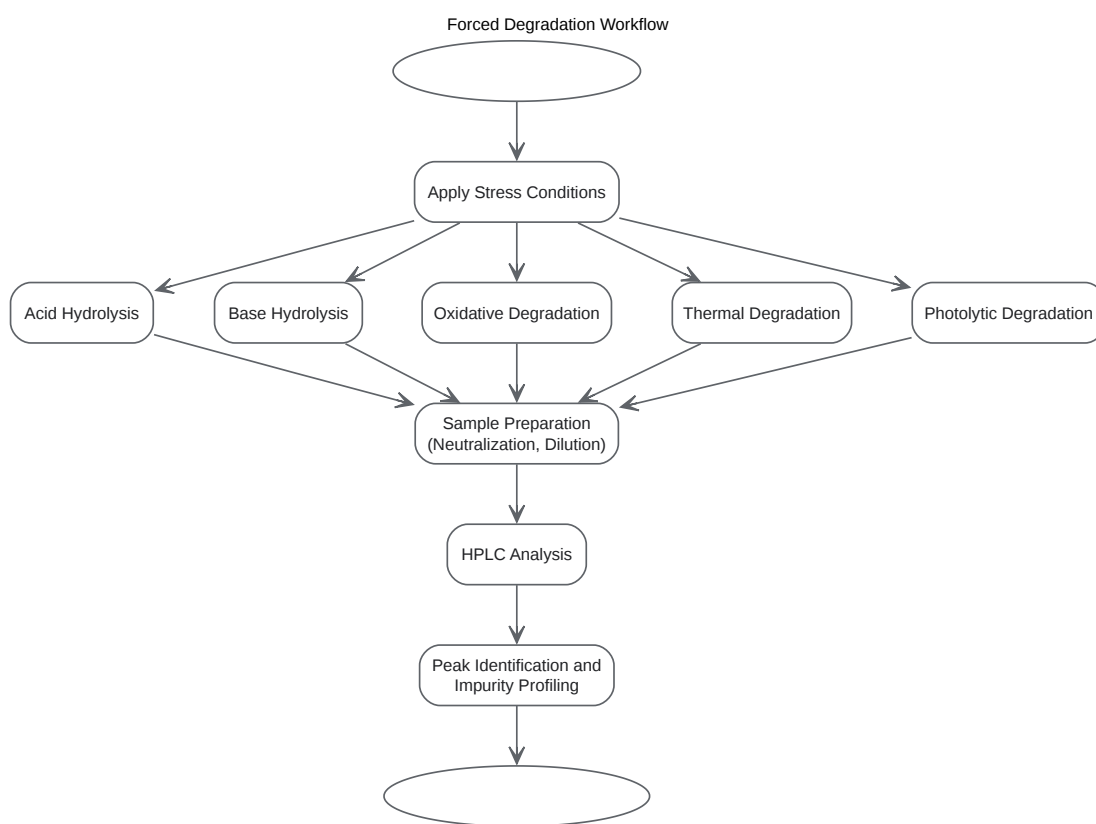 Forced Degradation Workflow
Apply Stress Conditions
Acid Hydrolysis
Base Hydrolysis
Oxidative Degradation
Thermal Degradation
Photolytic Degradation
Sample Preparation
(Neutralization, Dilution)
HPLC Analysis
Peak Identification and
Impurity Profiling